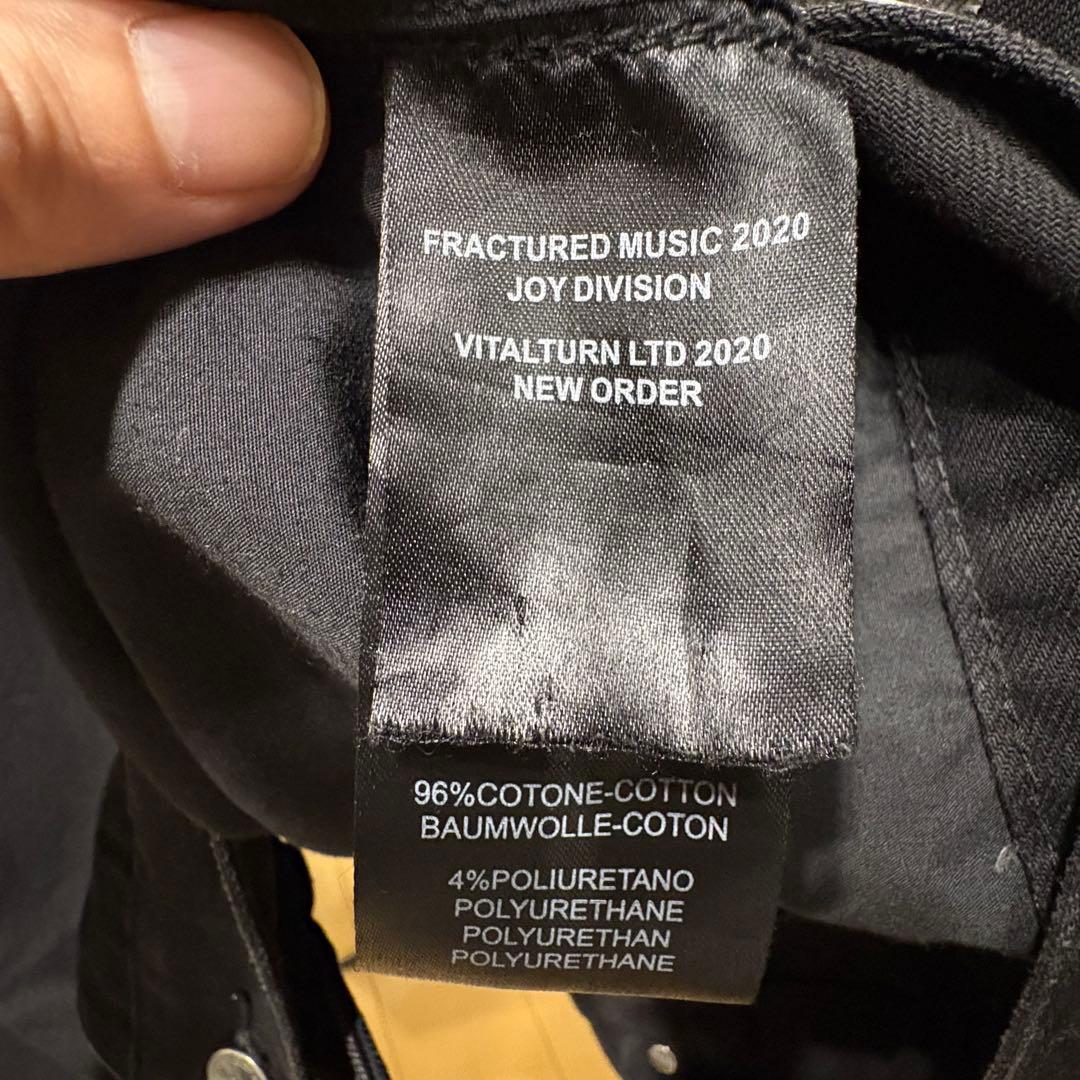 FRACTURED MUSIC 2020
JOY DIVISION
VITALTURN LTD 2020
NEW ORDER
96%COTONE-COTTON
BAUMWOLLE-COTON
4%POLIURETANO
POLYURETHANE
POLYURETHAN
POLYURETHANE